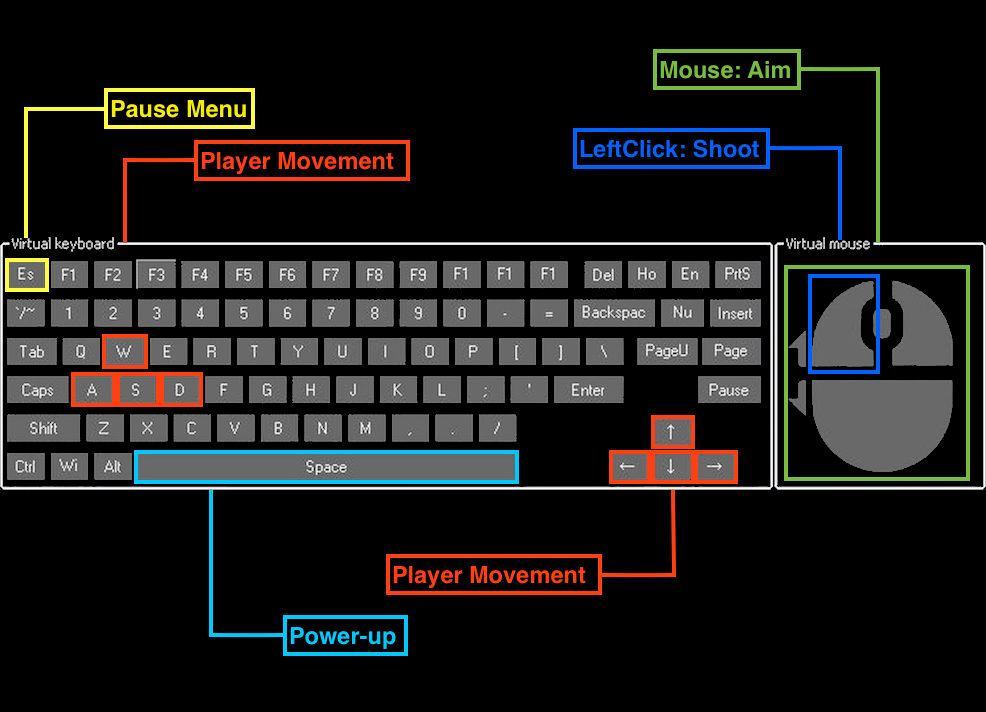 Mouse: Aim
Pause Menu
LeftClick: Shoot
Player Movement
Virtual keyboard
Virtual mouse
Es F1 F2 F3 F4 F5 F6 F7 F8 F9 F1 F1 F1 Del Ho En PrtS
`/~ 1 2 3 4 5 6 7 8 9 0 - = Backspac Nu Insert
Tab Q W E R T Y U I O P [ ] \ PageU Page
Caps A S D F G H J K L ; ' Enter Pause
Shift Z X C V B N M , . / ↑
Ctrl Wi Alt Space ← ↓ →
Player Movement
Power-up